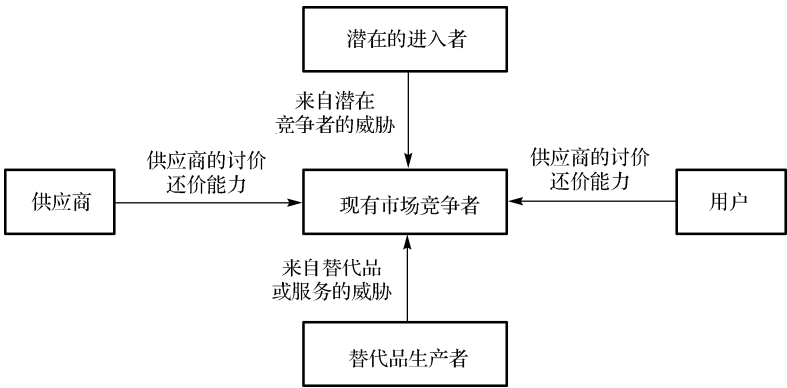 潜在的进入者
来自潜在
竞争者的威胁
供应商的讨价
还价能力
供应商的讨价
还价能力
供应商
现有市场竞争者
用户
来自替代品
或服务的威胁
替代品生产者